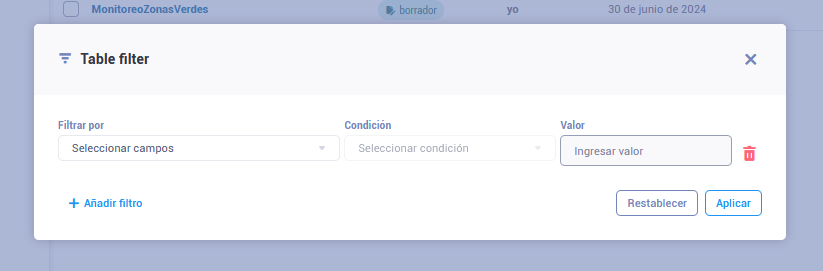 MonitoreoZonasVerdes borrador yo 30 de junio de 2024
Table filter
Filtrar por Condición Valor
Seleccionar campos Seleccionar condición Ingresar valor
+ Añadir filtro Restablecer Aplicar